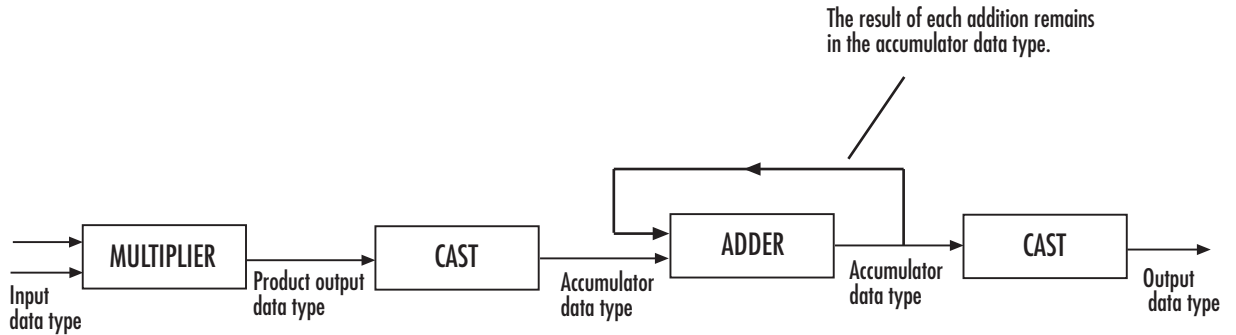 The result of each addition remains
in the accumulator data type.
MULTIPLIER
CAST
ADDER
CAST
Input
data type
Product output
data type
Accumulator
data type
Accumulator
data type
Output
data type